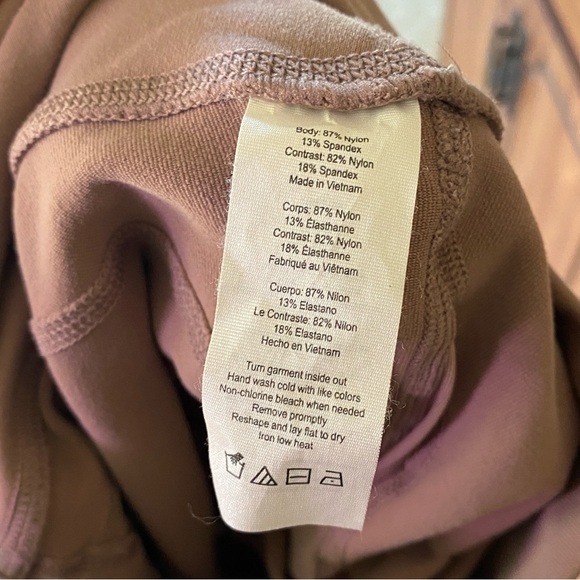 Body: 87% Nylon
13% Spandex
Contrast: 82% Nylon
18% Spandex
Made in Vietnam
Corps: 87% Nylon
13% Élasthanne
Contrast: 82% Nylon
18% Élasthanne
Fabriqué au Viêtnam
Cuerpo: 87% Nilon
13% Elastano
Le Contraste: 82% Nilon
18% Elastano
Hecho en Vietnam
Turn garment inside out
Hand wash cold with like colors
Non-chlorine bleach when needed
Remove promptly
Reshape and lay flat to dry
Iron low heat